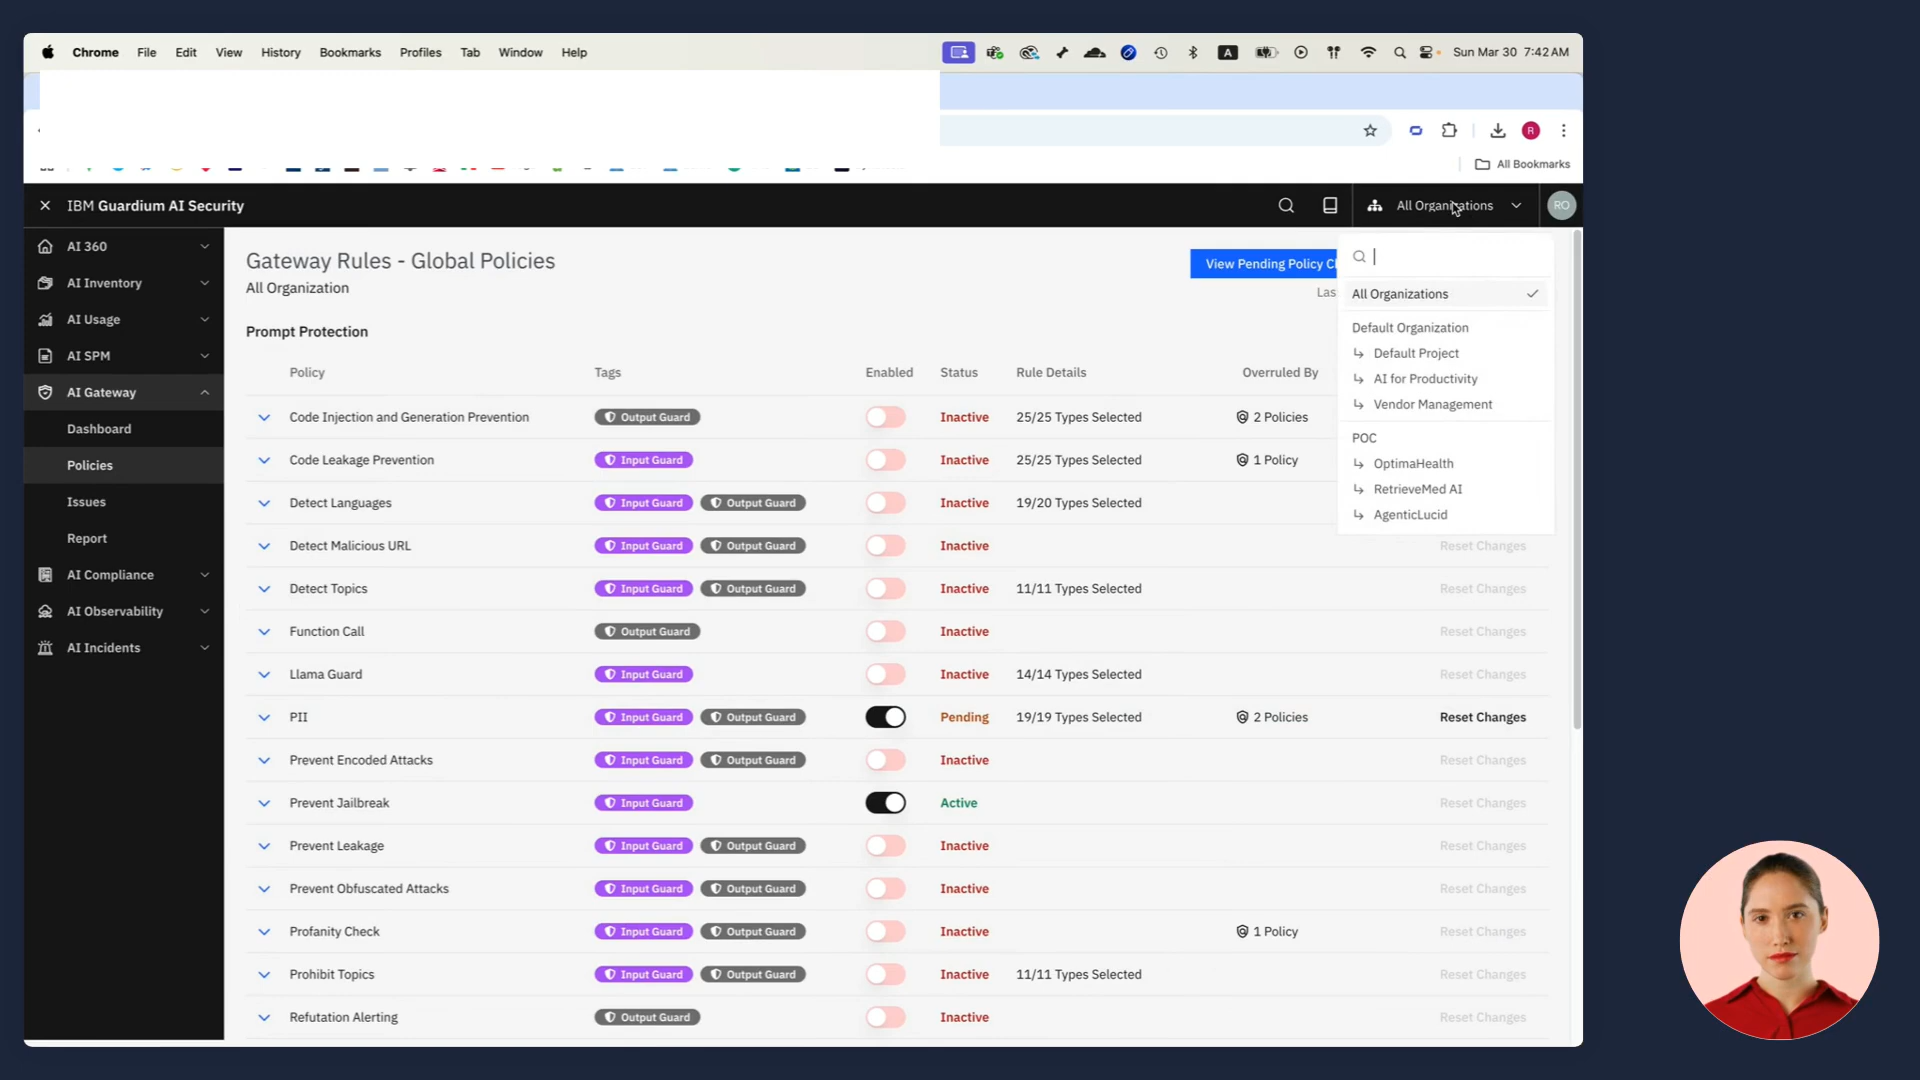 Chrome File Edit View History Bookmarks Profiles Tab Window Help
A
Sun Mar 30 7:42 AM
R
All Bookmarks
IBM Guardium AI Security
All Organizations
RO
AI 360
AI Inventory
AI Usage
AI SPM
AI Gateway
Dashboard
Policies
Issues
Report
AI Compliance
AI Observability
AI Incidents
Gateway Rules - Global Policies
All Organization
View Pending Policy Ch
Las
All Organizations
Default Organization
Default Project
AI for Productivity
Vendor Management
POC
OptimaHealth
RetrieveMed AI
AgenticLucid
Prompt Protection
Policy Tags Enabled Status Rule Details Overruled By
Code Injection and Generation Prevention Output Guard Inactive 25/25 Types Selected 2 Policies
Code Leakage Prevention Input Guard Inactive 25/25 Types Selected 1 Policy
Detect Languages Input Guard Output Guard Inactive 19/20 Types Selected
Detect Malicious URL Input Guard Output Guard Inactive Reset Changes
Detect Topics Input Guard Output Guard Inactive 11/11 Types Selected Reset Changes
Function Call Output Guard Inactive Reset Changes
Llama Guard Input Guard Inactive 14/14 Types Selected Reset Changes
PII Input Guard Output Guard Pending 19/19 Types Selected 2 Policies Reset Changes
Prevent Encoded Attacks Input Guard Output Guard Inactive Reset Changes
Prevent Jailbreak Input Guard Active Reset Changes
Prevent Leakage Input Guard Output Guard Inactive Reset Changes
Prevent Obfuscated Attacks Input Guard Output Guard Inactive Reset Changes
Profanity Check Input Guard Output Guard Inactive 1 Policy Reset Changes
Prohibit Topics Input Guard Output Guard Inactive 11/11 Types Selected Reset Changes
Refutation Alerting Output Guard Inactive Reset Changes